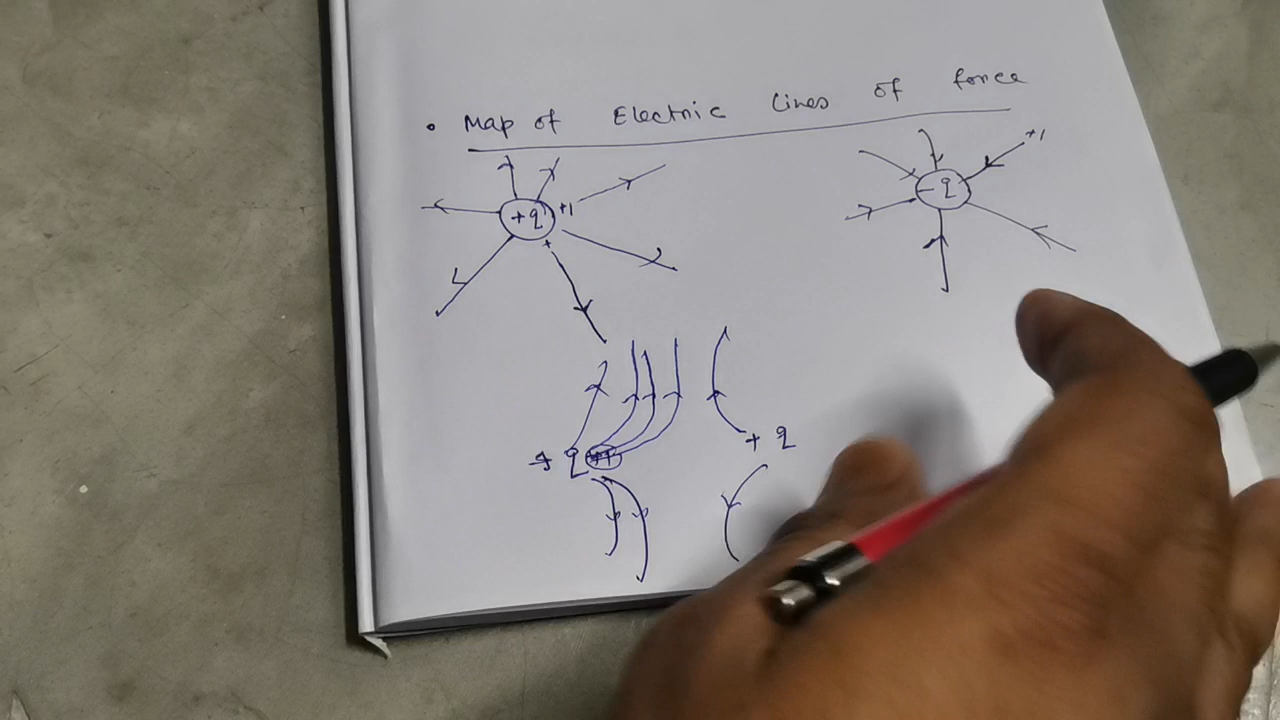 • Map of Electric Lines of force
+q +1
+
-q +1
+q ++
+q